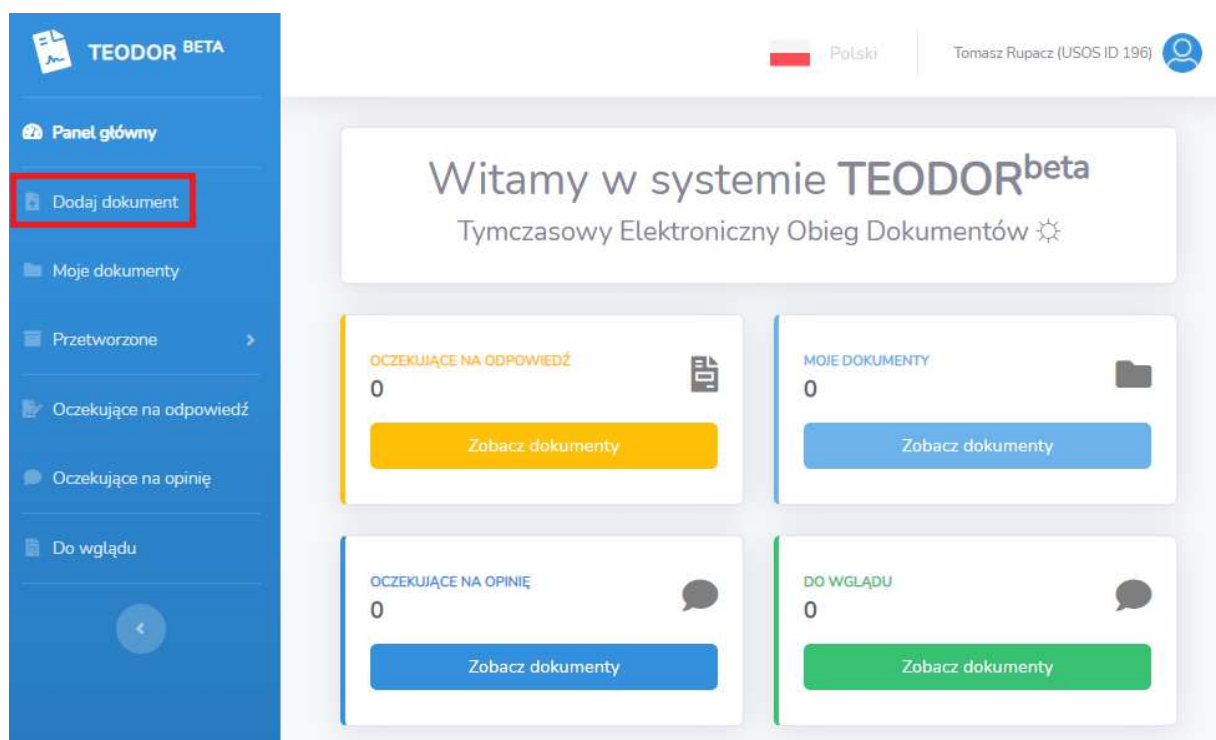 TEODOR BETA
Polski
Tomasz Rupacz (USOS ID 196)
Panel główny
Dodaj dokument
Moje dokumenty
Przetworzone
Oczekujące na odpowiedź
Oczekujące na opinię
Do wglądu
Witamy w systemie TEODORbeta
Tymczasowy Elektroniczny Obieg Dokumentów
OCZEKUJĄCE NA ODPOWIEDŹ
0
Zobacz dokumenty
MOJE DOKUMENTY
0
Zobacz dokumenty
OCZEKUJĄCE NA OPINIĘ
0
Zobacz dokumenty
DO WGLĄDU
0
Zobacz dokumenty